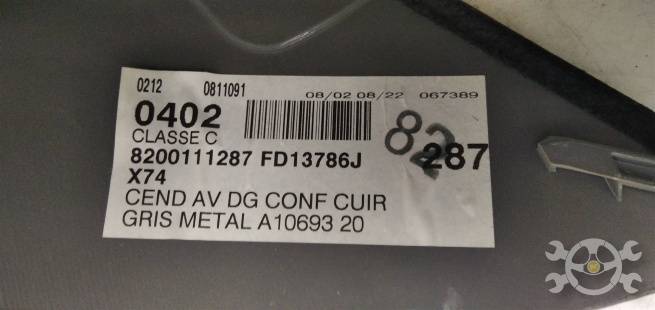 0212 0811091
08/02 08/22 067389
0402
CLASSE C
82
287
8200111287 FD13786J
X74
CEND AV DG CONF CUIR
GRIS METAL A10693 20